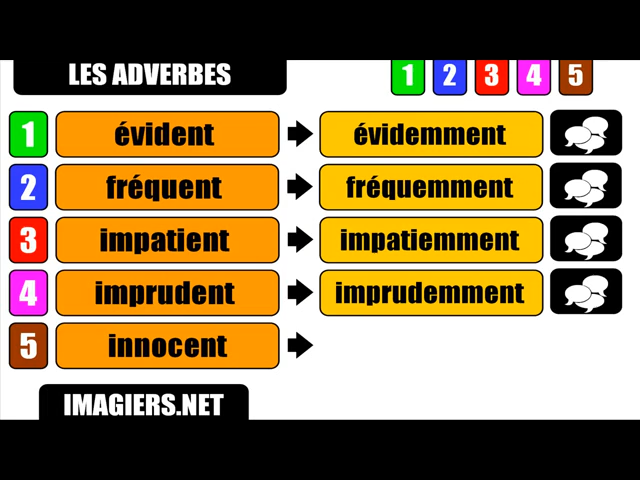 LES ADVERBES
1 2 3 4 5
1 évident évidemment
2 fréquent fréquemment
3 impatient impatiemment
4 imprudent imprudemment
5 innocent
IMAGIERS.NET